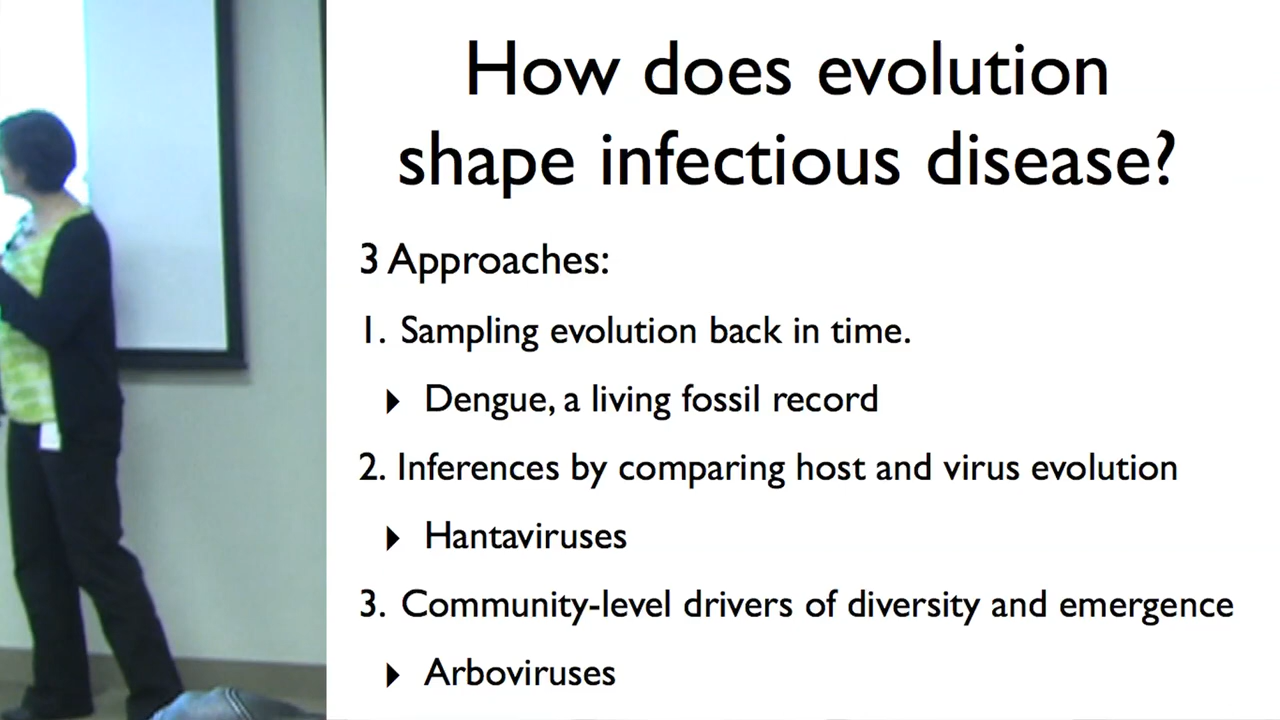 How does evolution
shape infectious disease?
3 Approaches:
1. Sampling evolution back in time.
‣ Dengue, a living fossil record
2. Inferences by comparing host and virus evolution
‣ Hantaviruses
3. Community-level drivers of diversity and emergence
‣ Arboviruses